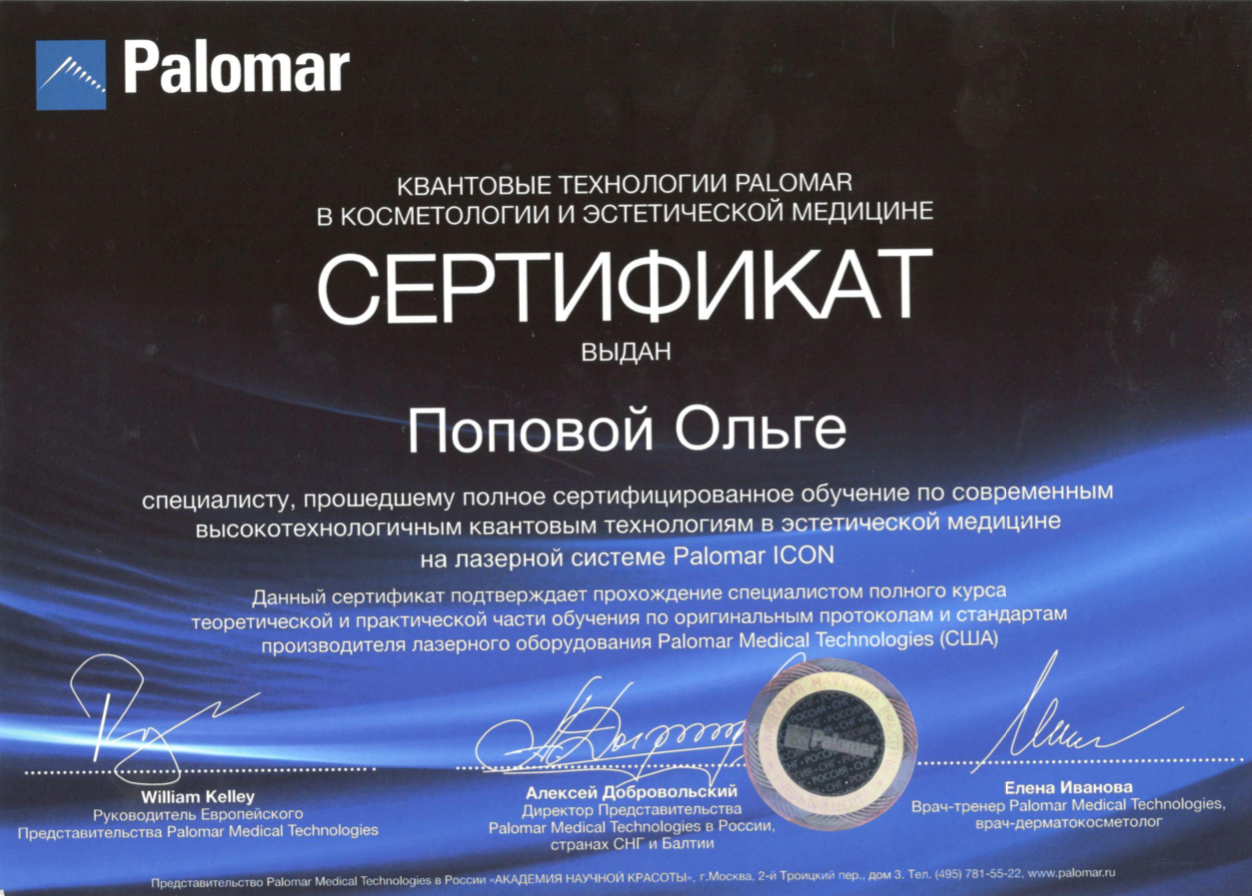 Palomar
КВАНТОВЫЕ ТЕХНОЛОГИИ PALOMAR
В КОСМЕТОЛОГИИ И ЭСТЕТИЧЕСКОЙ МЕДИЦИНЕ
СЕРТИФИКАТ
ВЫДАН
Поповой Ольге
специалисту, прошедшему полное сертифицированное обучение по современным
высокотехнологичным квантовым технологиям в эстетической медицине
на лазерной системе Palomar ICON
Данный сертификат подтверждает прохождение специалистом полного курса
теоретической и практической части обучения по оригинальным протоколам и стандартам
производителя лазерного оборудования Palomar Medical Technologies (США)
Palomar
William Kelley
Руководитель Европейского
Представительства Palomar Medical Technologies
Алексей Добровольский
Директор Представительства
Palomar Medical Technologies в России,
странах СНГ и Балтии
Елена Иванова
Врач-тренер Palomar Medical Technologies,
врач-дерматокосметолог
Представительство Palomar Medical Technologies в России «АКАДЕМИЯ НАУЧНОЙ КРАСОТЫ», г.Москва, 2-й Троицкий пер., дом 3. Тел. (495) 781-55-22, www.palomar.ru